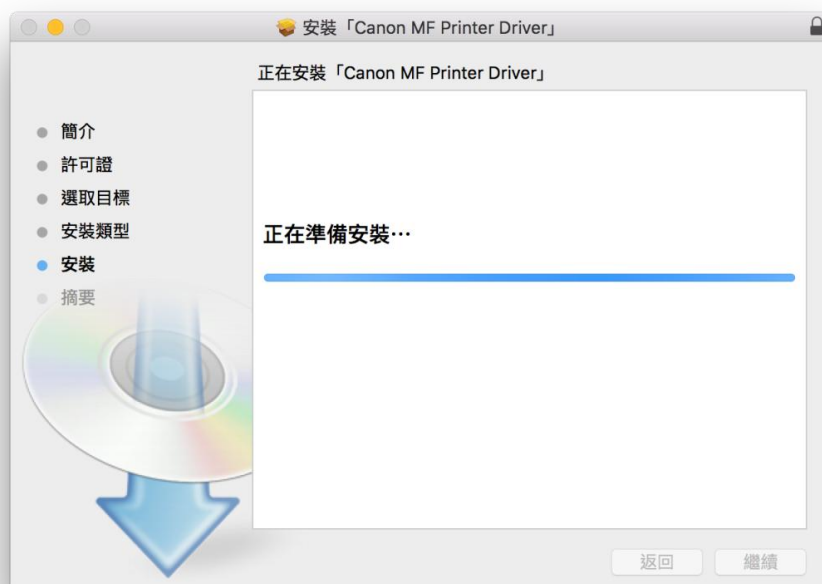 安裝「Canon MF Printer Driver」
正在安裝「Canon MF Printer Driver」
簡介
許可證
選取目標
安裝類型
安裝
摘要
正在準備安裝⋯
返回
繼續